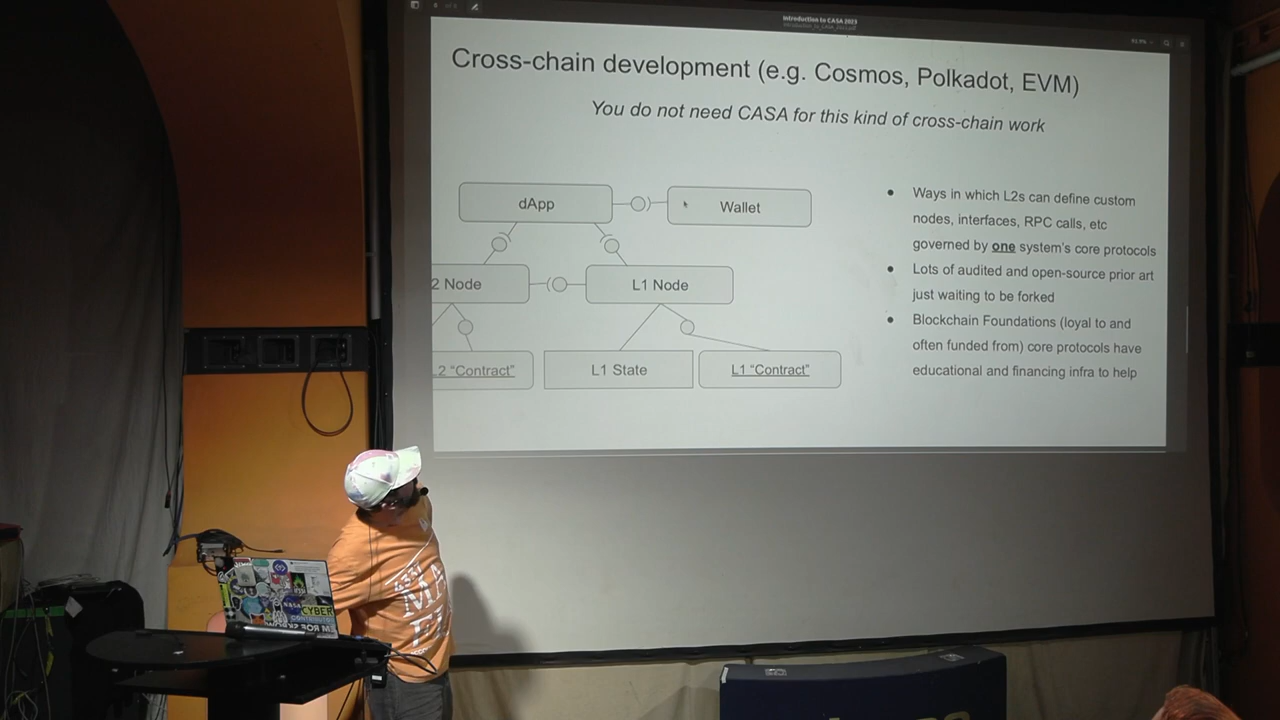 Introduction to CASA 2023
Cross-chain development (e.g. Cosmos, Polkadot, EVM)
You do not need CASA for this kind of cross-chain work
dApp
Wallet
2 Node
L1 Node
2 “Contract”
L1 State
L1 “Contract”
● Ways in which L2s can define custom
nodes, interfaces, RPC calls, etc
governed by one system’s core protocols
● Lots of audited and open-source prior art
just waiting to be forked
● Blockchain Foundations (loyal to and
often funded from) core protocols have
educational and financing infra to help
CYBER